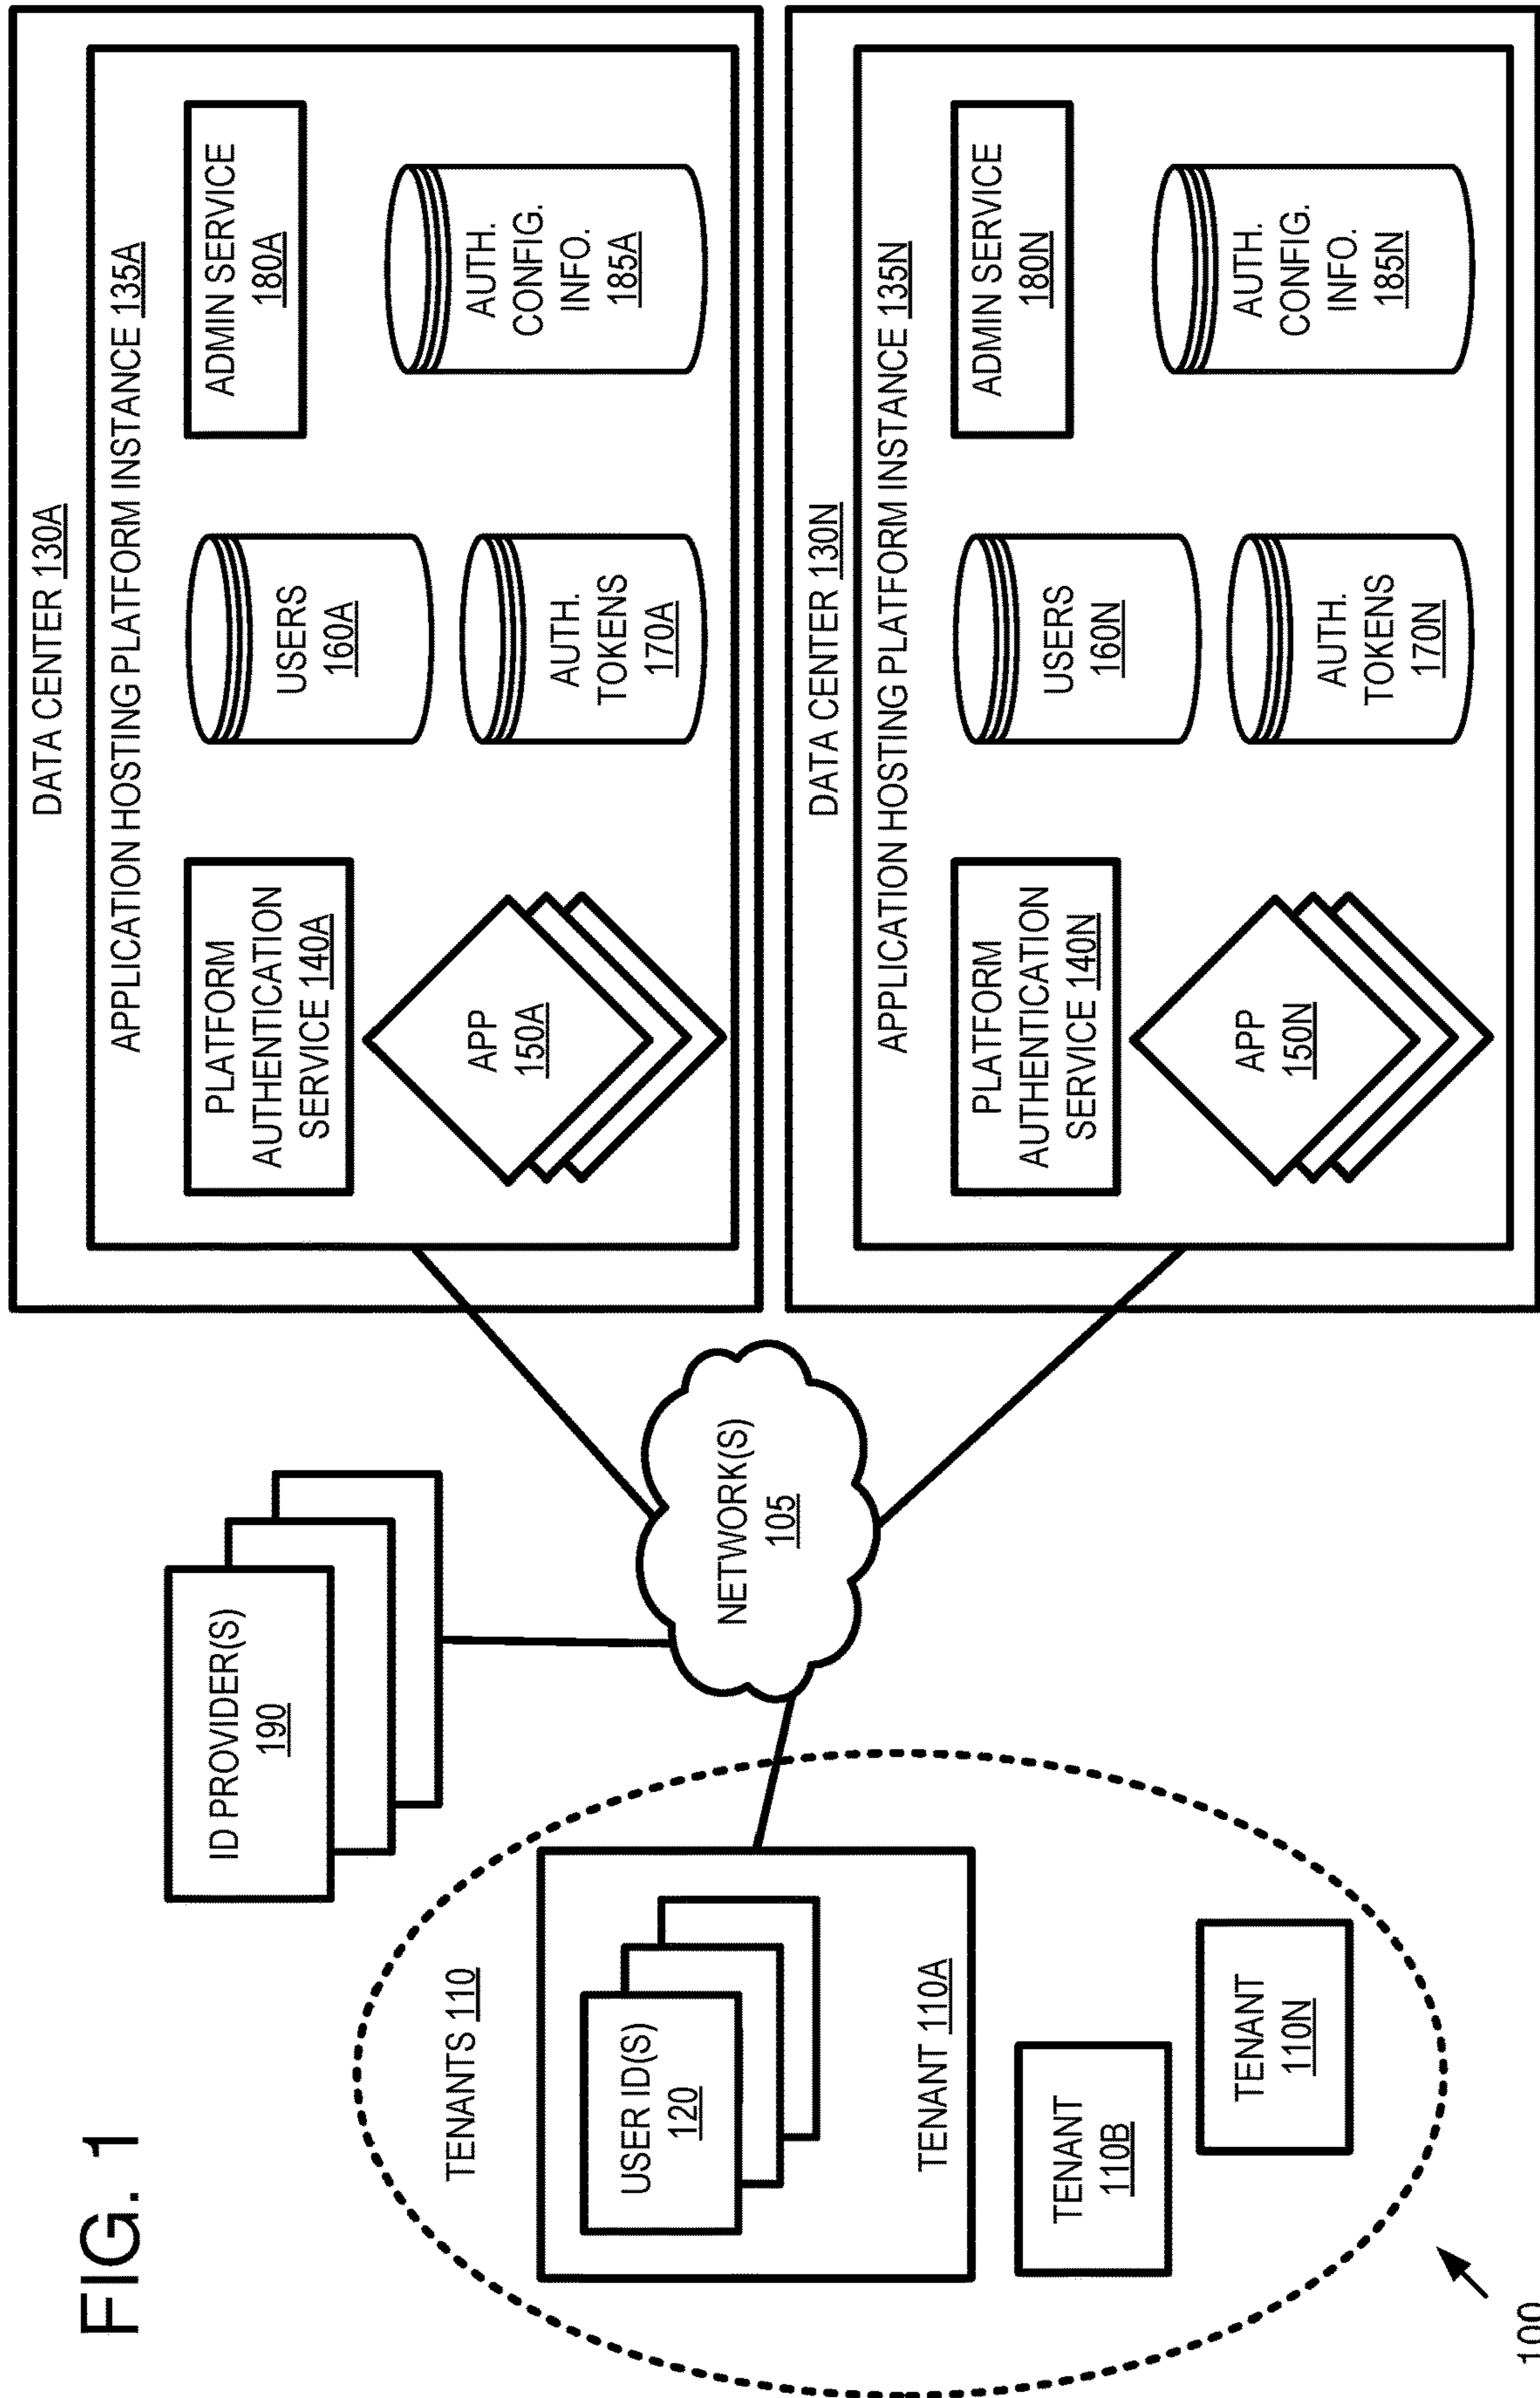 FIG. 1
TENANTS 110
USER ID(S)
120
TENANT 110A
TENANT
110B
TENANT
110N
ID PROVIDER(S)
190
NETWORK(S)
105
DATA CENTER 130A
APPLICATION HOSTING PLATFORM INSTANCE 135A
PLATFORM
AUTHENTICATION
SERVICE 140A
APP
150A
USERS
160A
AUTH.
TOKENS
170A
ADMIN SERVICE
180A
AUTH.
CONFIG.
INFO.
185A
DATA CENTER 130N
APPLICATION HOSTING PLATFORM INSTANCE 135N
PLATFORM
AUTHENTICATION
SERVICE 140N
APP
150N
USERS
160N
AUTH.
TOKENS
170N
ADMIN SERVICE
180N
AUTH.
CONFIG.
INFO.
185N
100